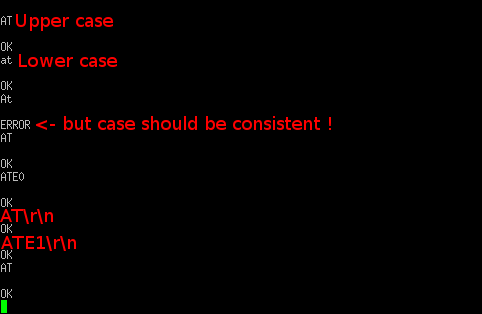 AT Upper case
OK
at Lower case
OK
At
ERROR <- but case should be consistent !
AT
OK
ATE0
OK
AT\r\n
OK
ATE1\r\n
OK
AT
OK